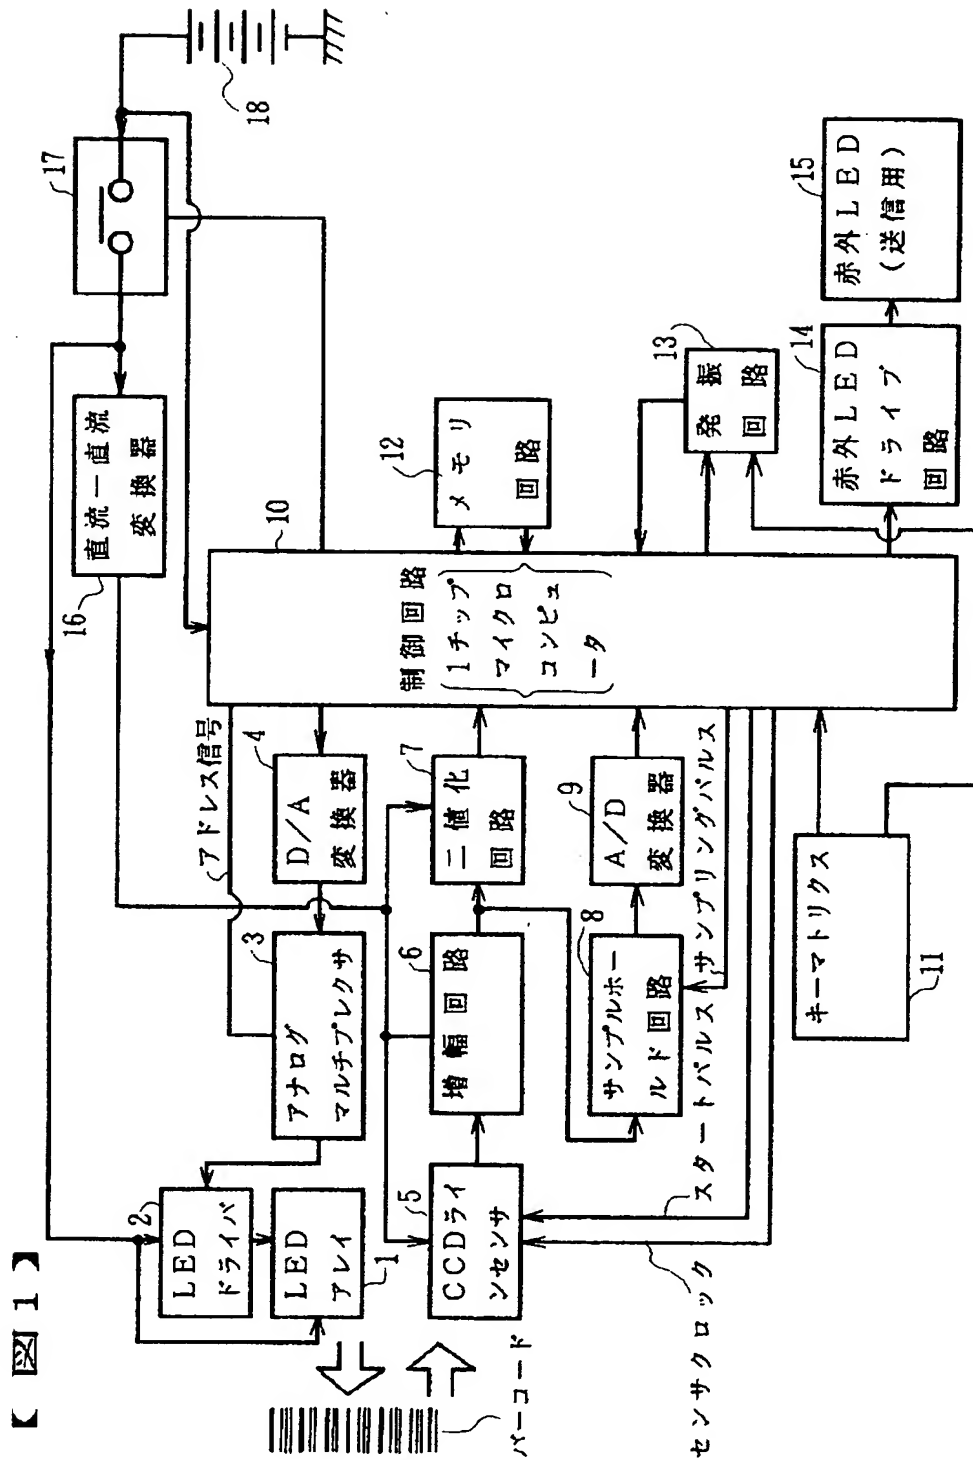 【図1】
LED
ドライバ
2
LED
アレイ
1
アナログ
マルチプレクサ
3
D/A
変換器
4
アドレス信号
直流−直流
変換器
16
17
18
CCDライ
ンセンサ
5
増幅回路
6
二値化
回路
7
サンプルホー
ルド回路
8
A/D
変換器
9
制御回路
1チップ
マイクロ
コンピュ
ータ
10
メモリ
回路
12
発振
回路
13
赤外LED
ドライブ
回路
14
赤外LED
(送信用)
15
キーマトリクス
11
サンプリングパルス
スタートパルス
センサクロック
バーコード